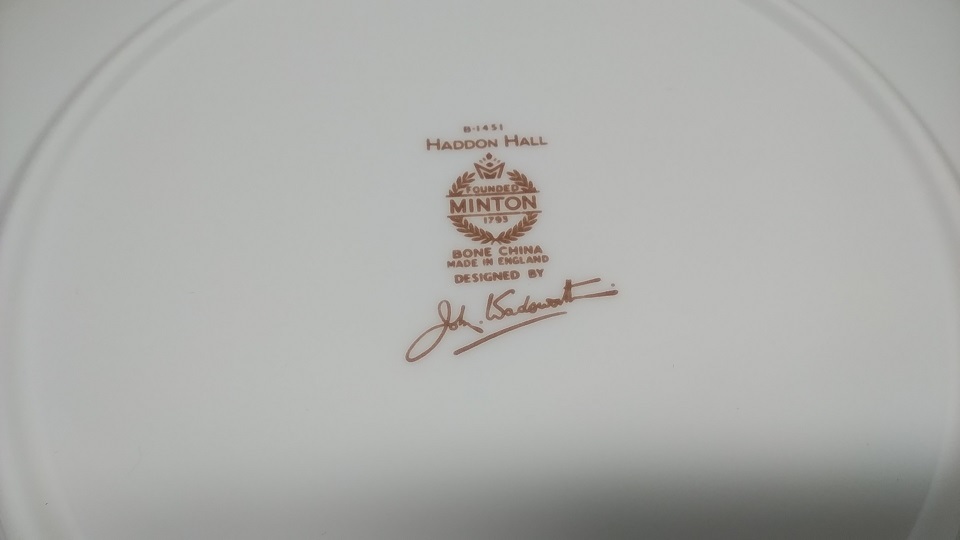 B-1451
HADDON HALL
FOUNDED
MINTON
1793
BONE CHINA
MADE IN ENGLAND
DESIGNED BY
John Wadsworth